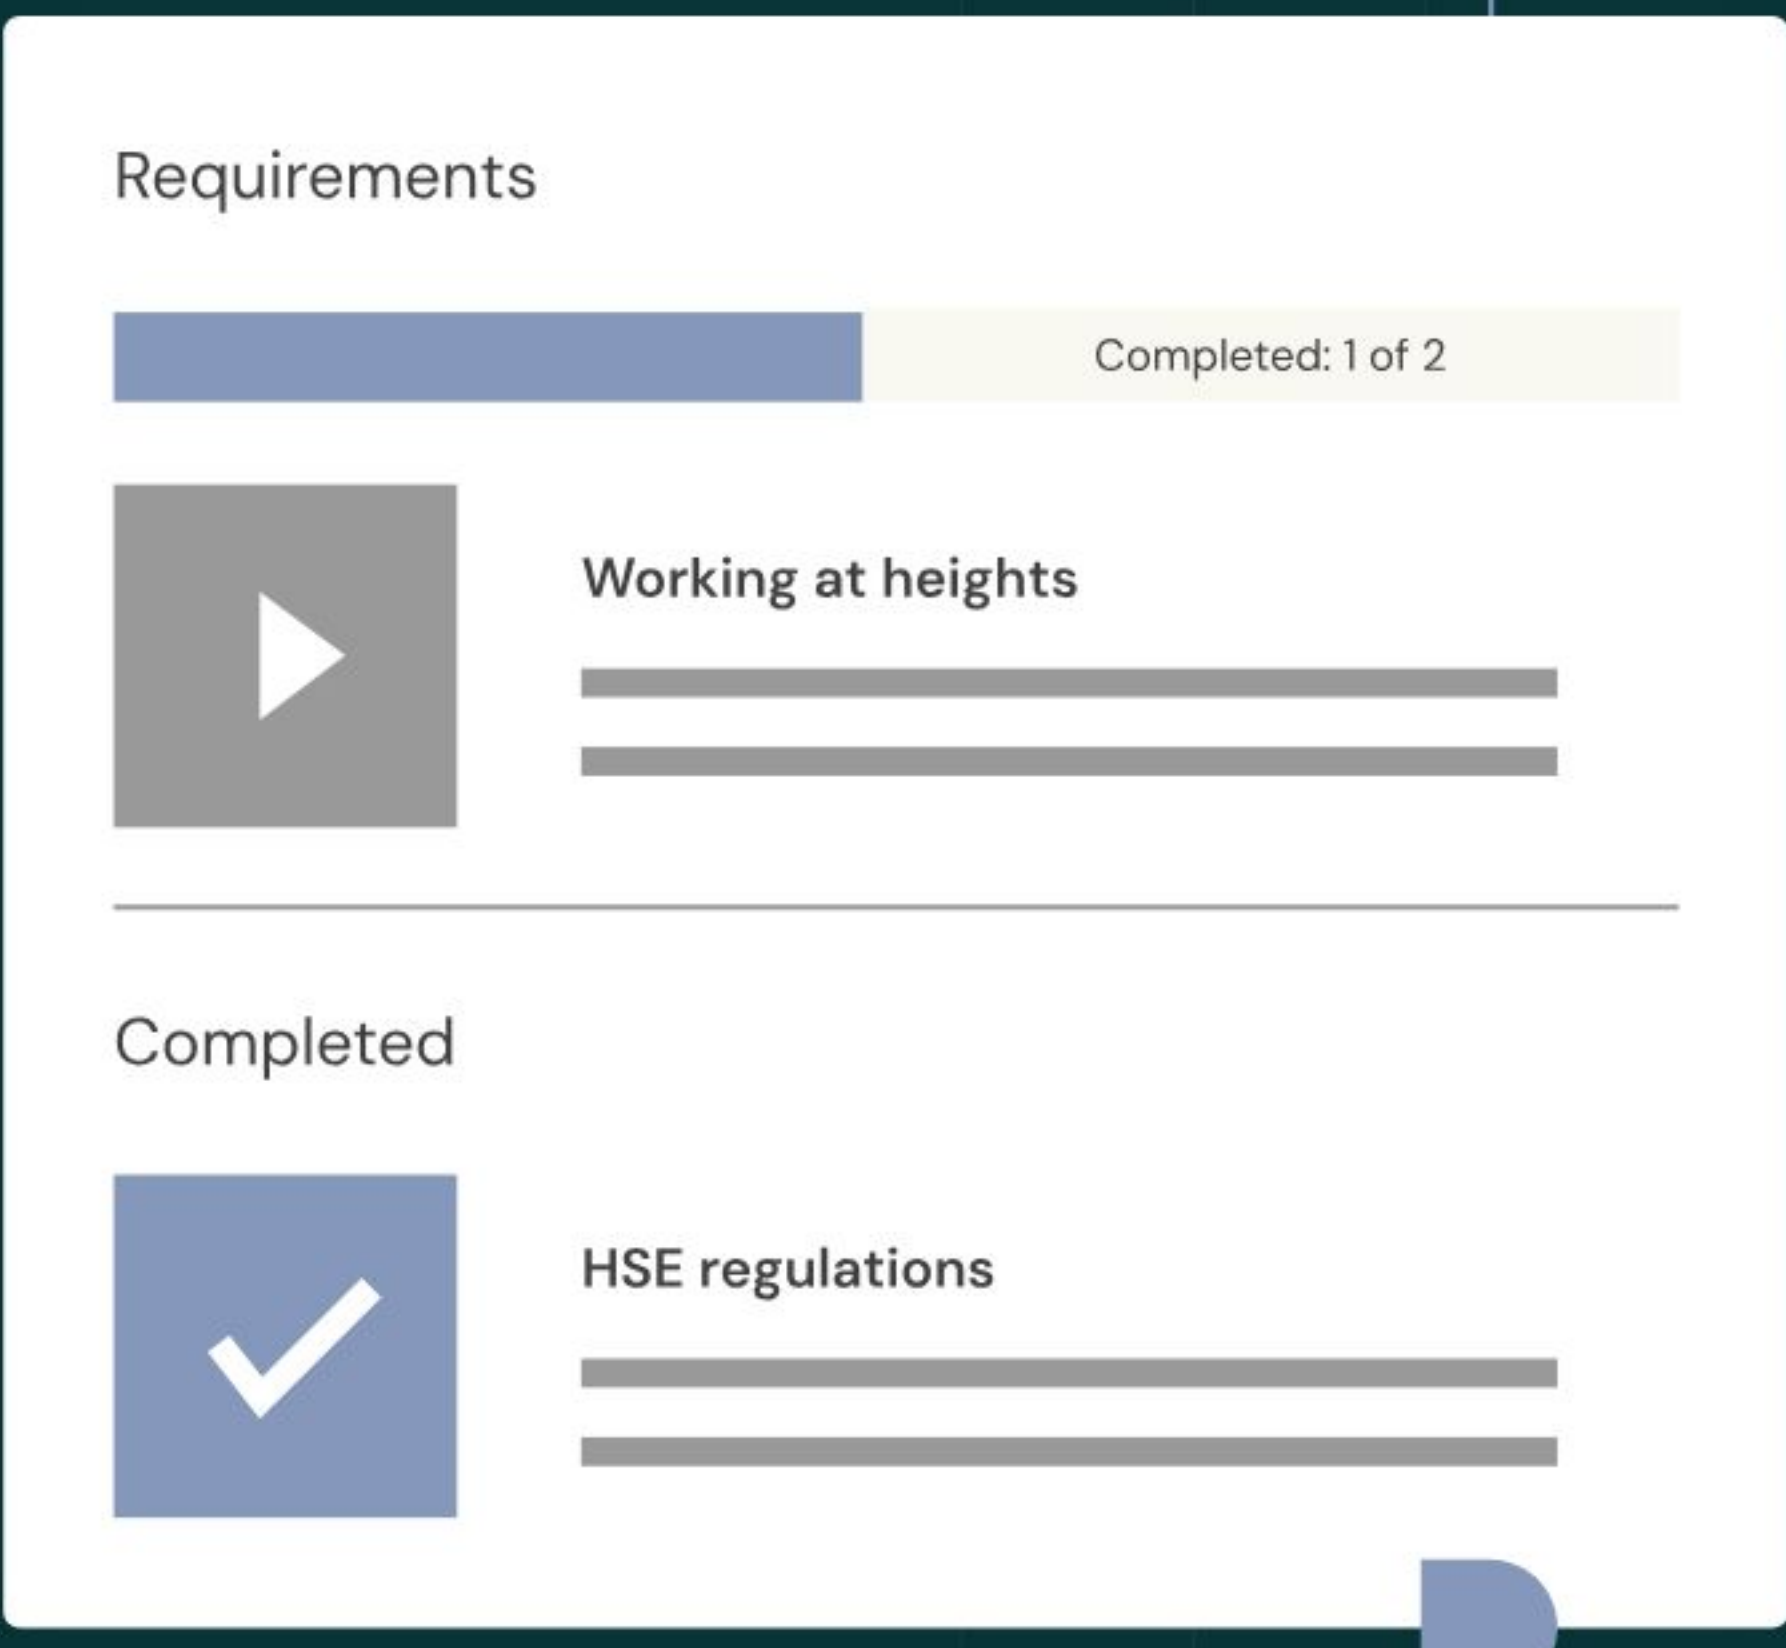 Requirements
Completed: 1 of 2
Working at heights
Completed
HSE regulations